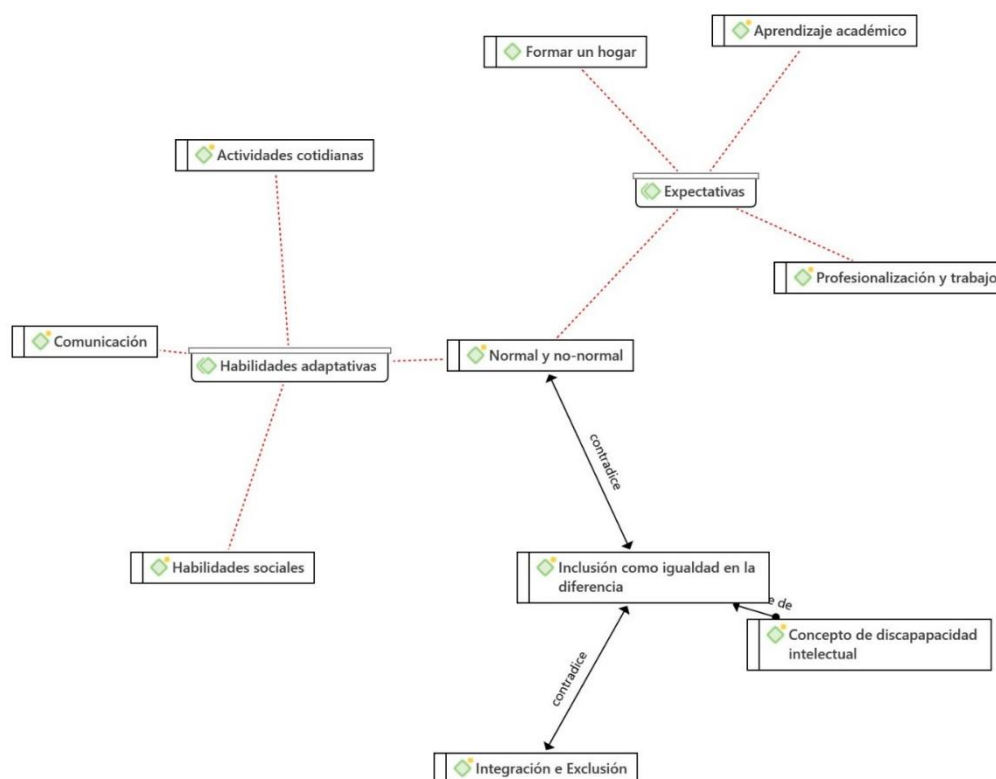 Aprendizaje académico
Formar un hogar
Actividades cotidianas
Expectativas
Profesionalización y trabajo
Comunicación
Normal y no-normal
Habilidades adaptativas
contradice
Habilidades sociales
Inclusión como igualdad en la
diferencia
de
Concepto de discapapacidad
intelectual
contradice
Integración e Exclusión